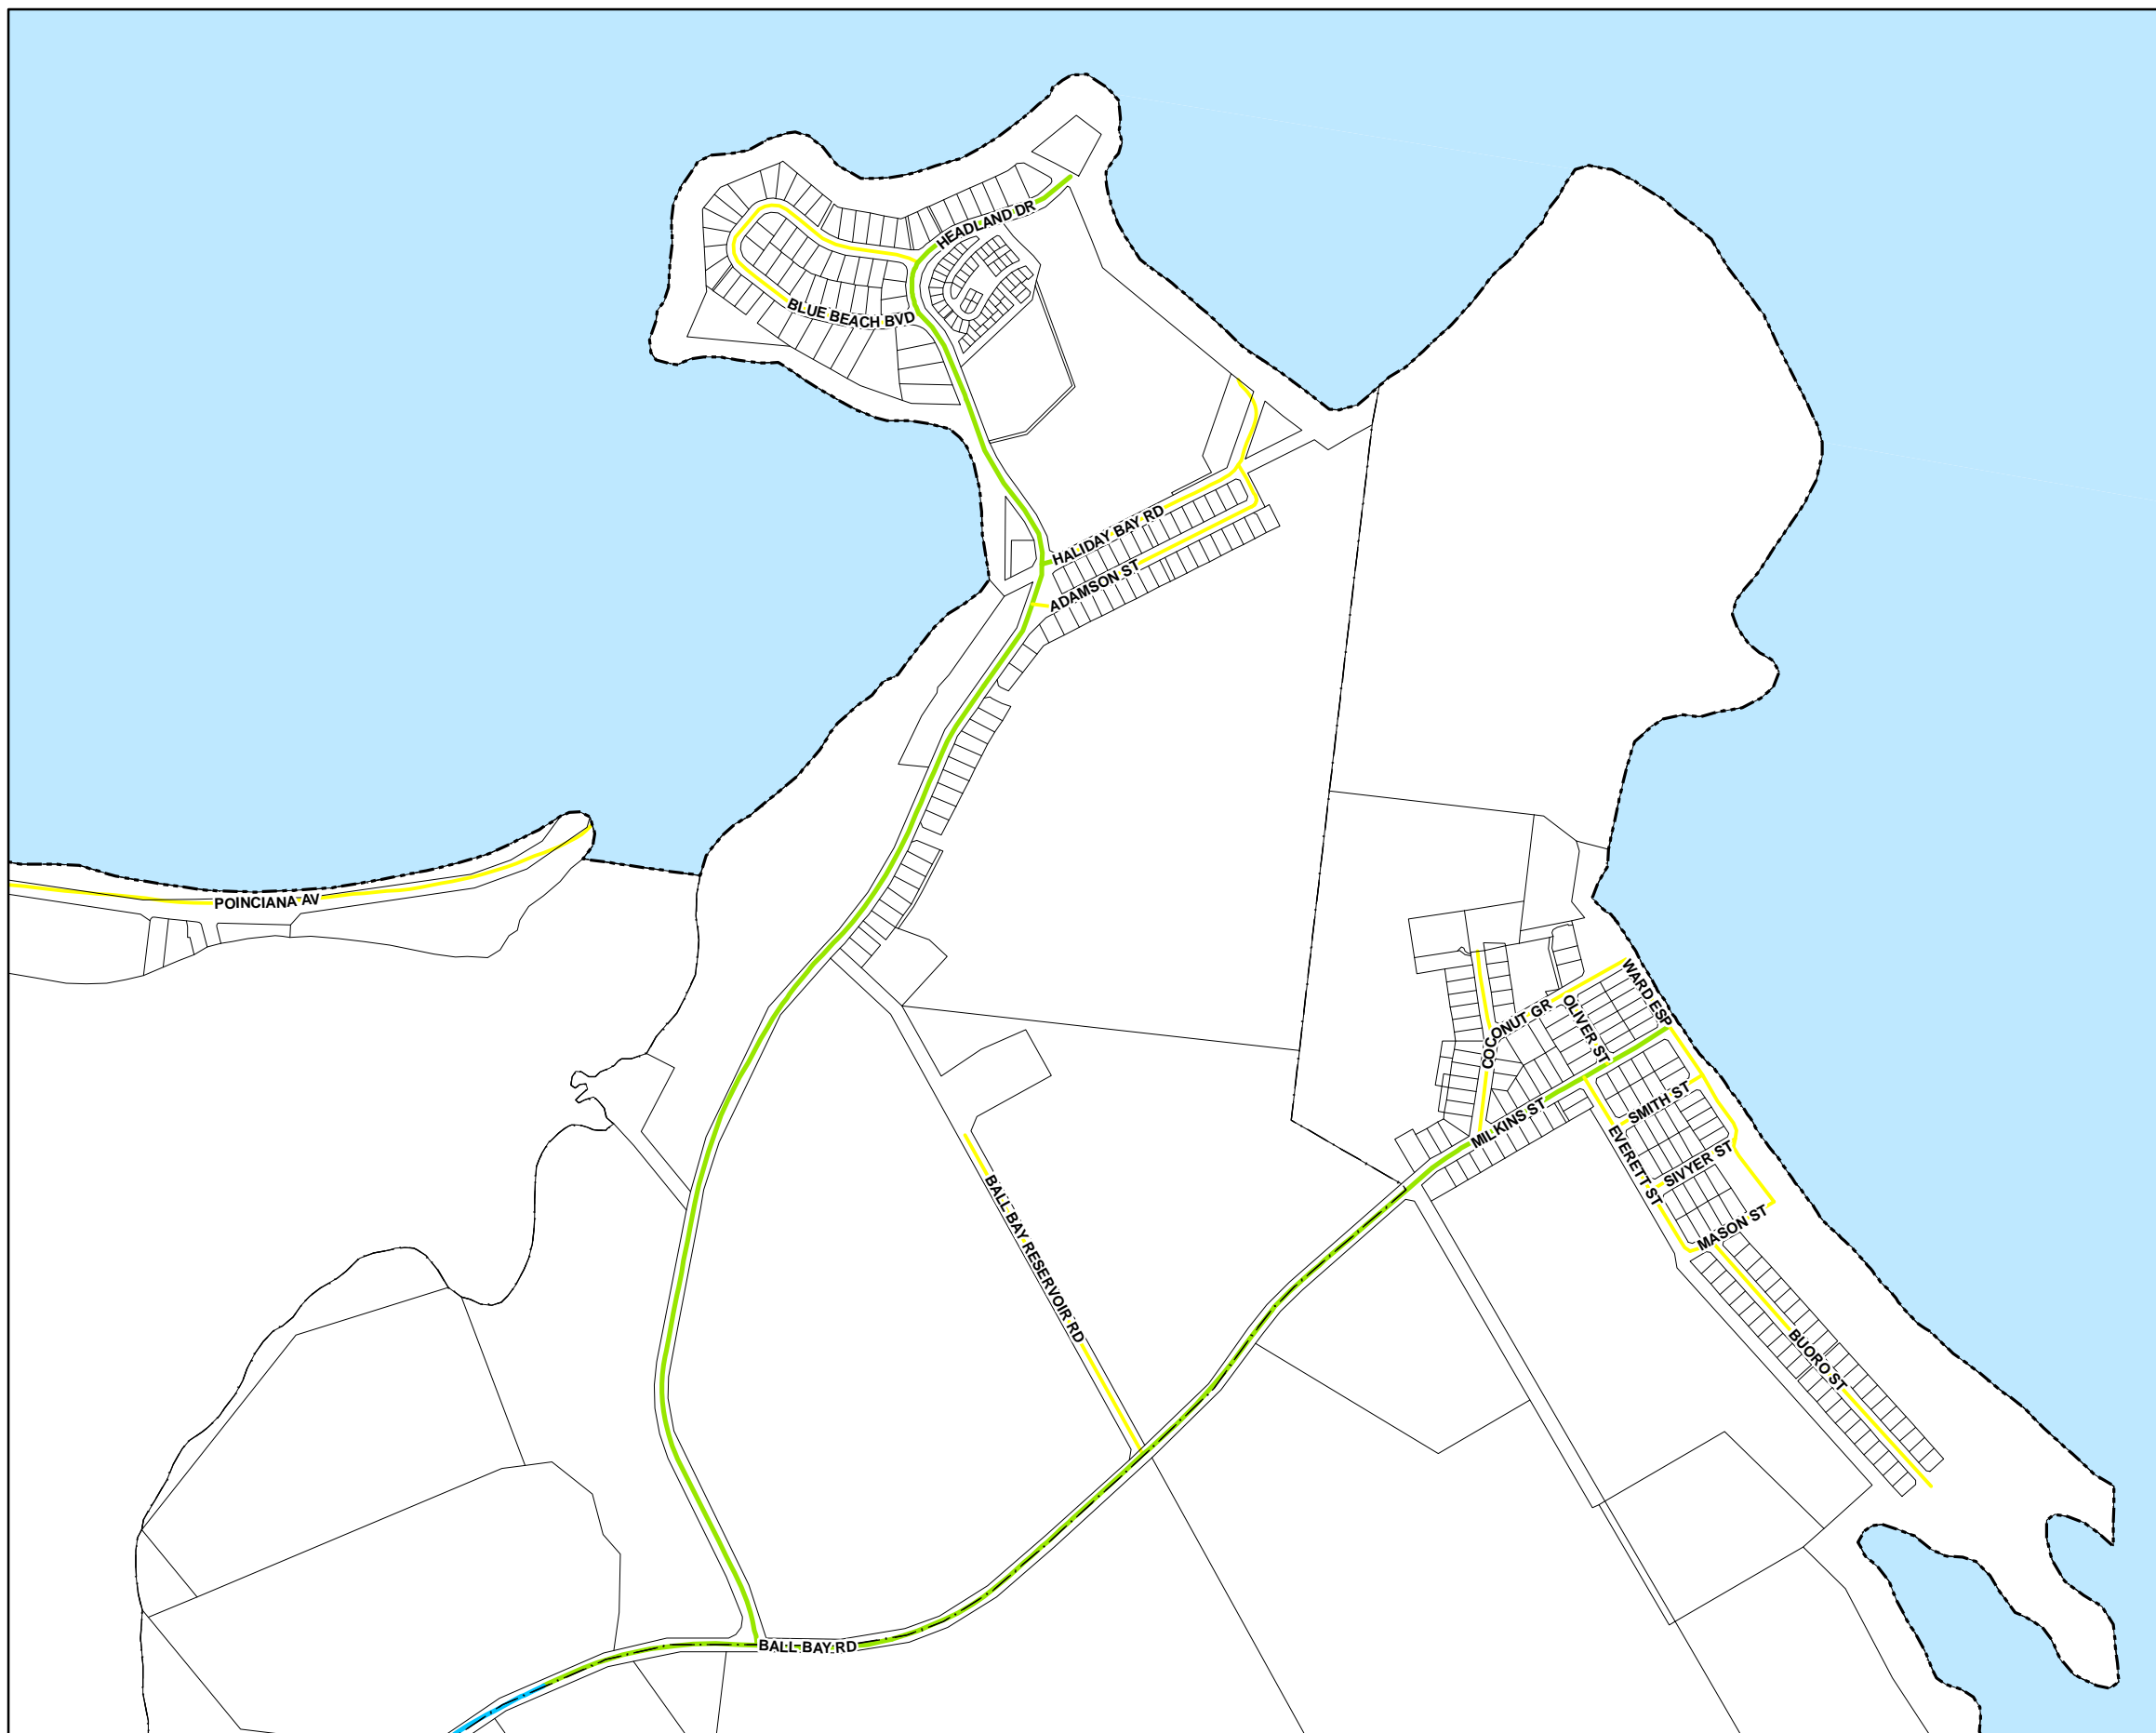 HEADLAND DR
BLUE BEACH BVD
HALIDAY BAY RD
ADAMSON ST
POINCIANA AV
WARD ESP
OLIVER ST
COCONUT GR
SMITH ST
MILKINS ST
EVERETT ST
SIVYER ST
MASON ST
BALL BAY RESERVOIR RD
BUORO ST
BALL BAY RD